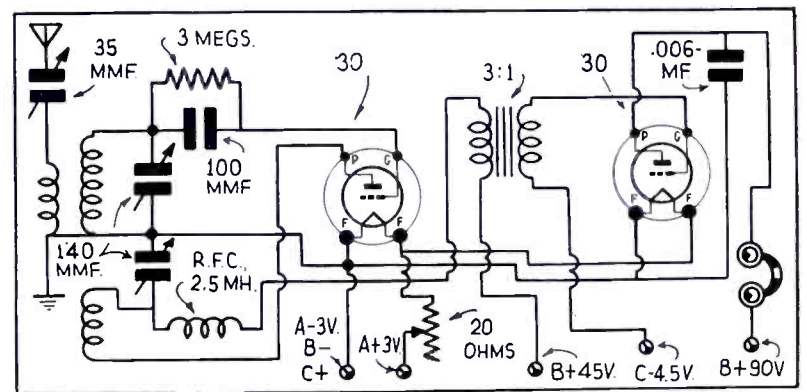 35
MMF.
3 MEGS.
30
3:1
30
.006-
MF.
100
MMF
P
G
F
F
P
G
F
F
140
MMF.
R.F.C.,
2.5 MH.
A-3V.
B-
C+
A+3V.
20
OHMS
B+45V.
C-4.5V.
B+90V